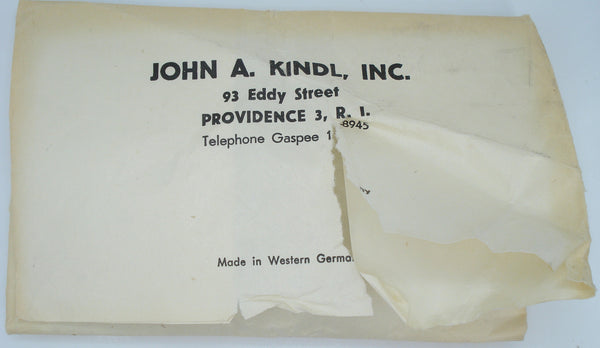 JOHN A. KINDL, INC.
93 Eddy Street
PROVIDENCE 3, R. I.
Telephone Gaspee 1-8945
Made in Western Germa